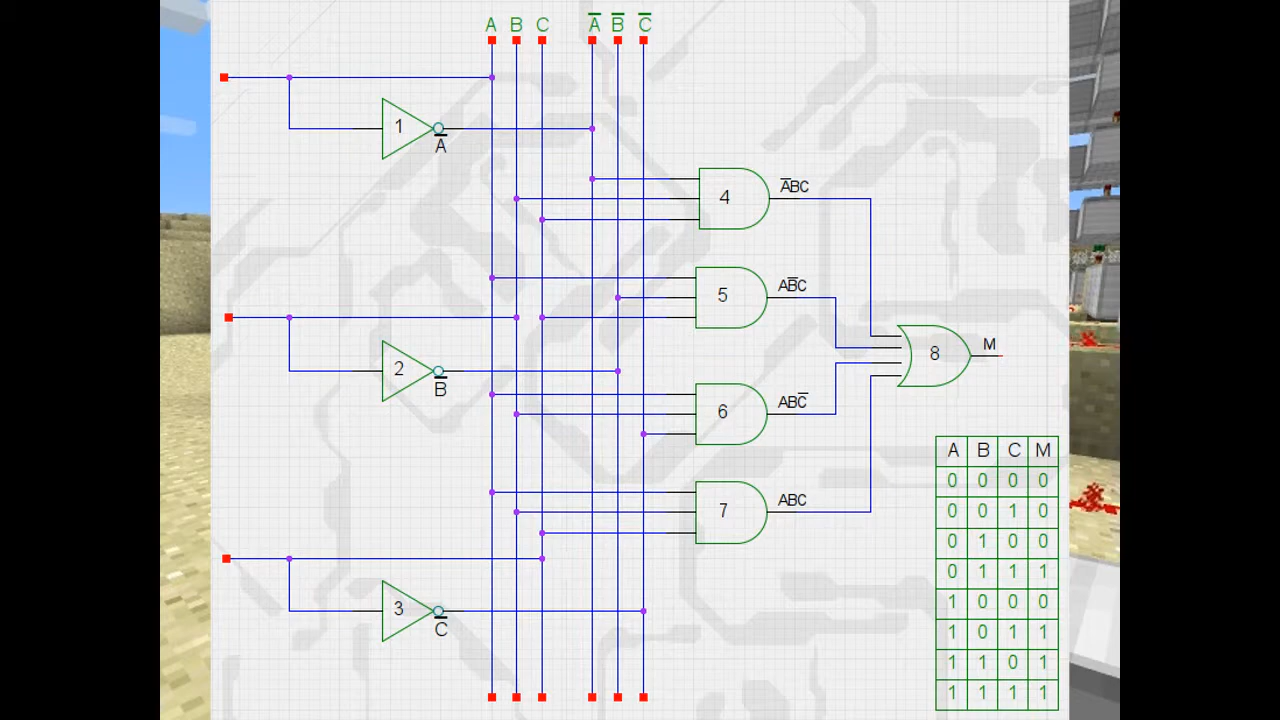 A B C A̅ B̅ C̅
1
A̅
4
A̅BC
5
AB̅C
2
B̅
8
M
6
ABC̅
7
ABC
3
C̅
A B C M
0 0 0 0
0 0 1 0
0 1 0 0
0 1 1 1
1 0 0 0
1 0 1 1
1 1 0 1
1 1 1 1